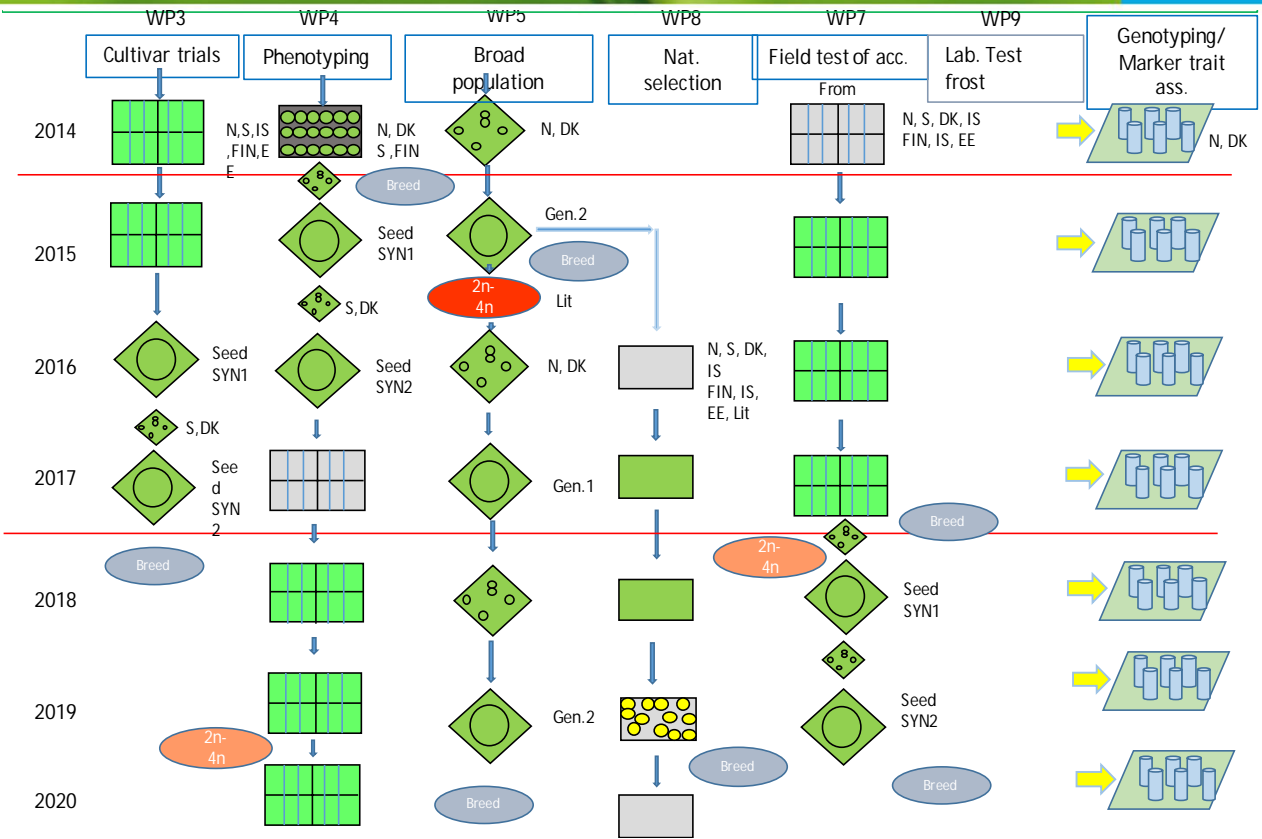 WP3
WP4
WP5
WP8
WP7
WP9
Cultivar trials
Phenotyping
Broad
population
Nat.
selection
Field test of acc.
Lab. Test
frost
Genotyping/
Marker trait
ass.
From
2014
N,S,IS
,FIN,E
E
N, DK
S ,FIN
N, DK
N, S, DK, IS
FIN, IS, EE
N, DK
Breed
2015
Seed
SYN1
Gen.2
Breed
2n-
4n
Lit
S,DK
2016
Seed
SYN1
Seed
SYN2
N, DK
N, S, DK,
IS
FIN, IS,
EE, Lit
S,DK
2017
See
d
SYN
2
Gen.1
Breed
Breed
2n-
4n
2018
Seed
SYN1
2019
Gen.2
Seed
SYN2
2n-
4n
Breed
Breed
Breed
2020